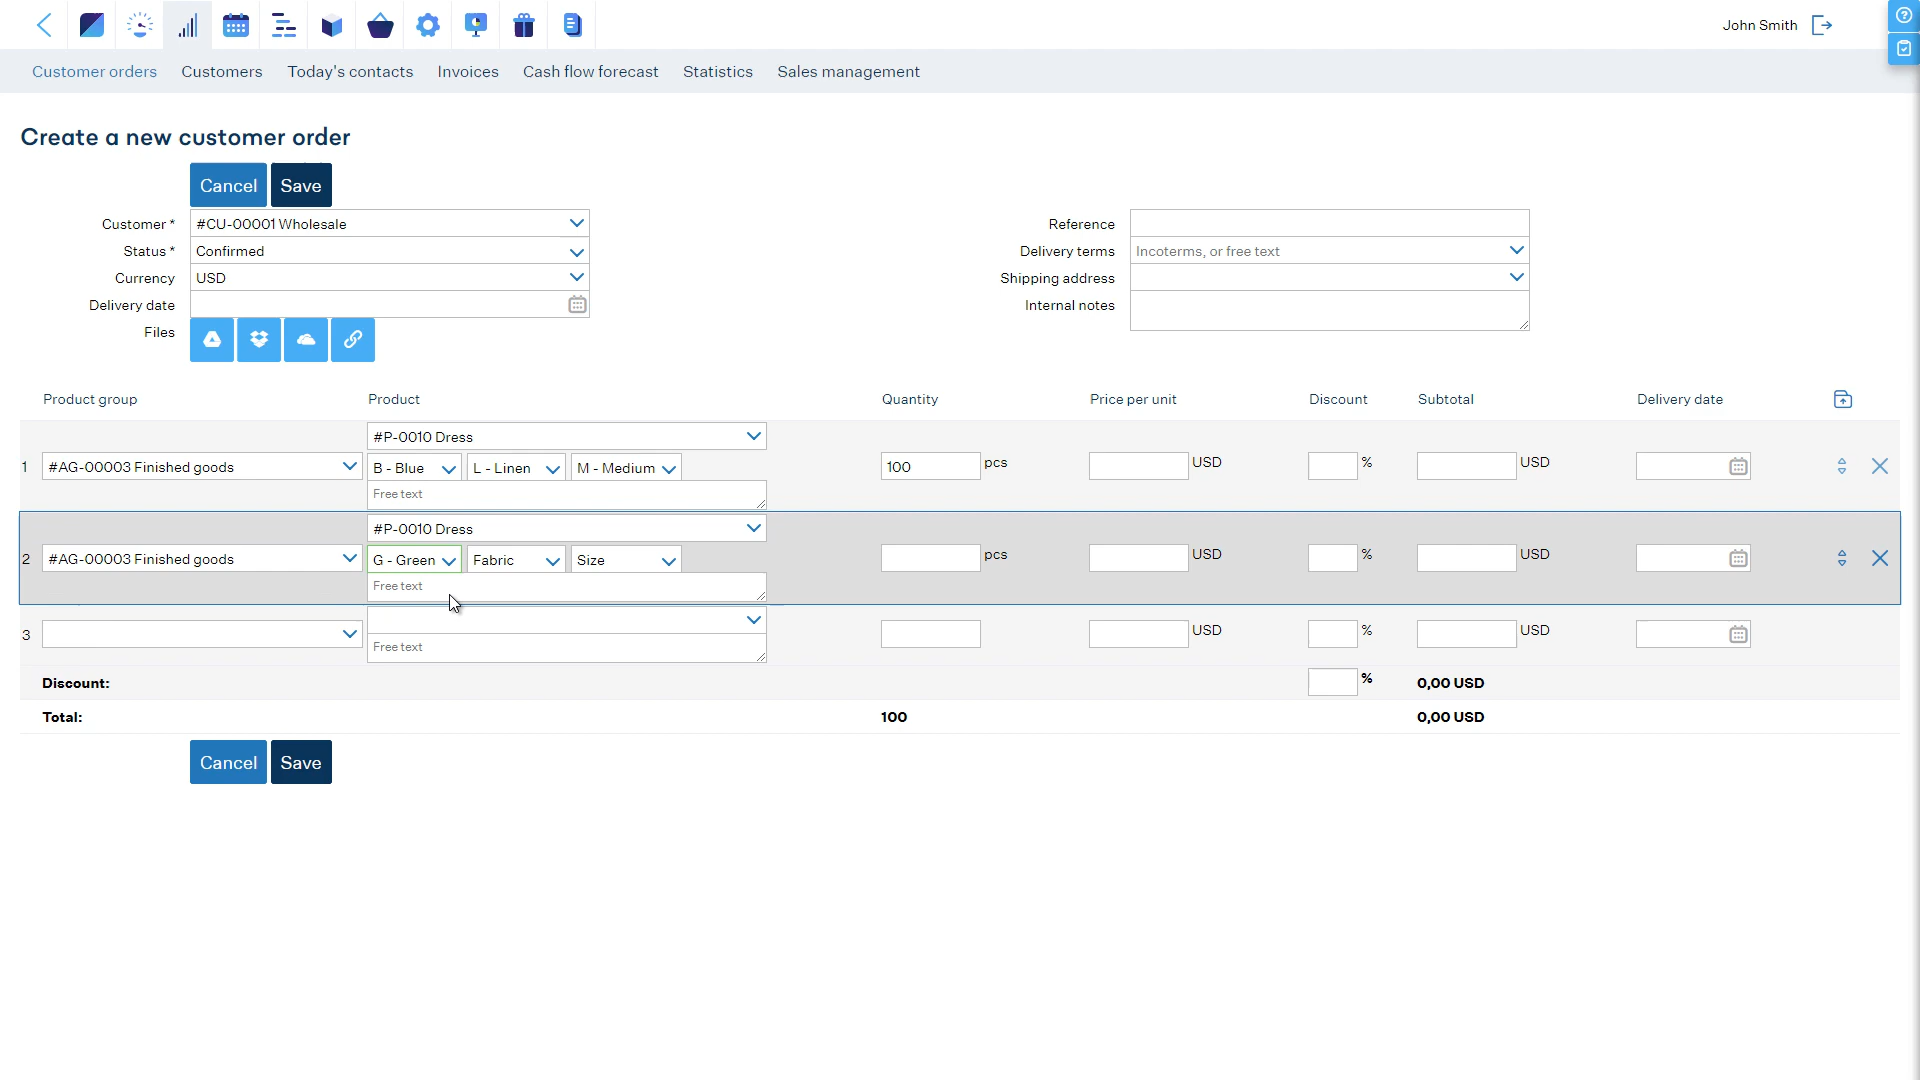 John Smith
Customer orders Customers Today's contacts Invoices Cash flow forecast Statistics Sales management
Create a new customer order
Cancel Save
Customer * #CU-00001 Wholesale Reference
Status * Confirmed Delivery terms Incoterms, or free text
Currency USD Shipping address
Delivery date Internal notes
Files
Product group Product Quantity Price per unit Discount Subtotal Delivery date
#P-0010 Dress
1 #AG-00003 Finished goods B - Blue L - Linen M - Medium 100 pcs USD % USD
Free text
#P-0010 Dress
2 #AG-00003 Finished goods G - Green Fabric Size pcs USD % USD
Free text
3 USD % USD
Free text
Discount: % 0,00 USD
Total: 100 0,00 USD
Cancel Save